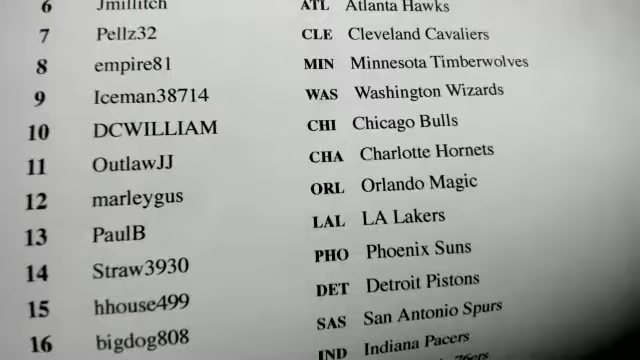 6 Jmillitch ATL Atlanta Hawks
7 Pellz32 CLE Cleveland Cavaliers
8 empire81 MIN Minnesota Timberwolves
9 Iceman38714 WAS Washington Wizards
10 DCWILLIAM CHI Chicago Bulls
11 OutlawJJ CHA Charlotte Hornets
12 marleygus ORL Orlando Magic
13 PaulB LAL LA Lakers
14 Straw3930 PHO Phoenix Suns
15 hhouse499 DET Detroit Pistons
16 bigdog808 SAS San Antonio Spurs
IND Indiana Pacers
76ers